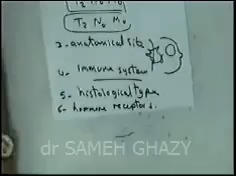 T2 N0 M0
3- anatomical site
4- immune system
5- histological type
6- hormone receptors.
dr SAMEH GHAZY